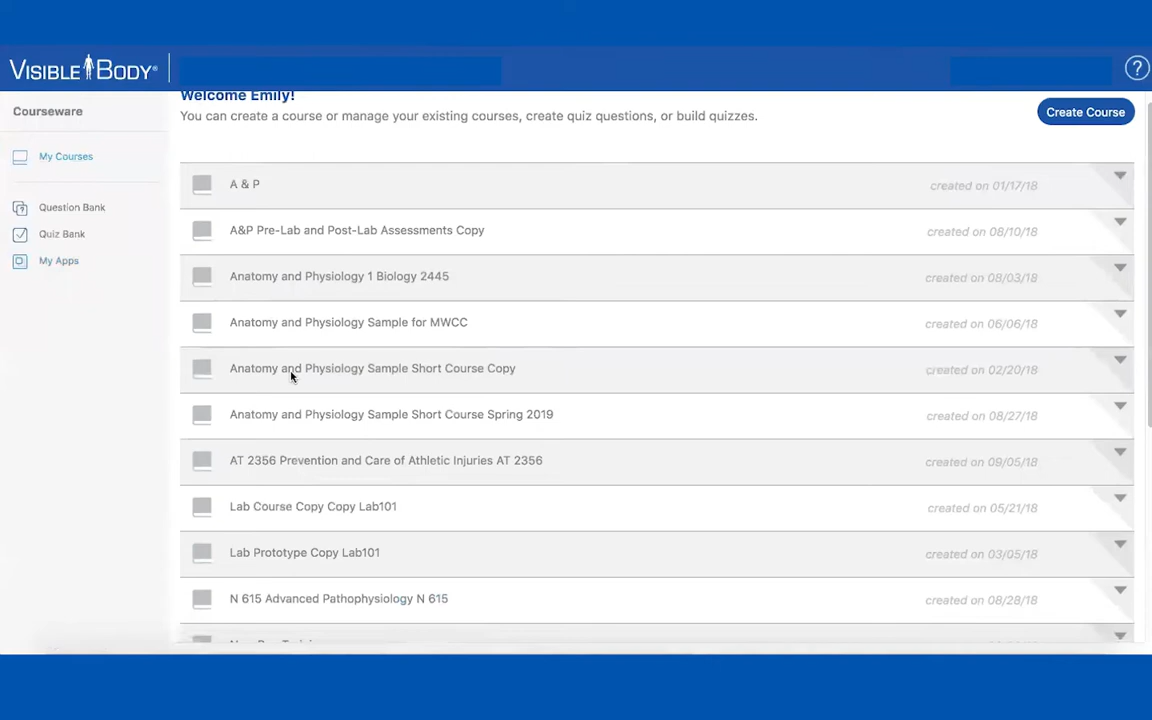 VISIBLE BODY®
?
Courseware
Welcome Emily!
You can create a course or manage your existing courses, create quiz questions, or build quizzes.
Create Course
My Courses
Question Bank
Quiz Bank
My Apps
A & P created on 01/17/18
A&P Pre-Lab and Post-Lab Assessments Copy created on 08/10/18
Anatomy and Physiology 1 Biology 2445 created on 08/03/18
Anatomy and Physiology Sample for MWCC created on 06/06/18
Anatomy and Physiology Sample Short Course Copy created on 02/20/18
Anatomy and Physiology Sample Short Course Spring 2019 created on 08/27/18
AT 2356 Prevention and Care of Athletic Injuries AT 2356 created on 09/05/18
Lab Course Copy Copy Lab101 created on 05/21/18
Lab Prototype Copy Lab101 created on 03/05/18
N 615 Advanced Pathophysiology N 615 created on 08/28/18